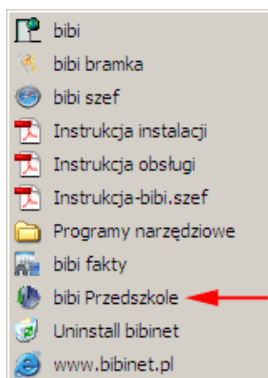 bibi
bibi bramka
bibi szef
Instrukcja instalacji
Instrukcja obsługi
Instrukcja-bibi.szef
Programy narzędziowe
bibi fakty
bibi Przedszkole
Uninstall bibinet
www.bibinet.pl